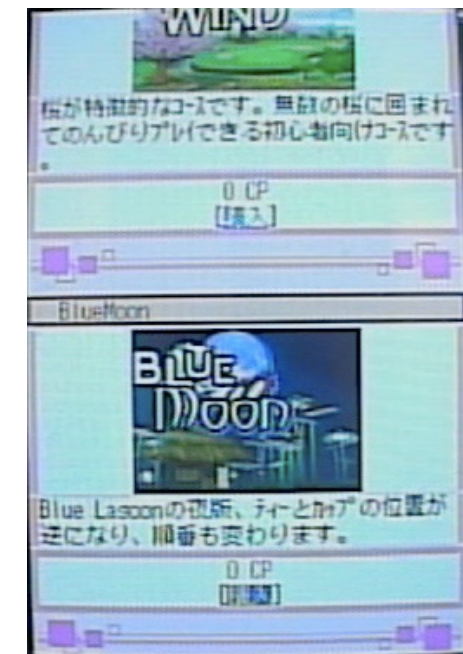 WIND
桜が特徴的なｺｰｽです。無数の桜に囲まれ
てのんびりﾌﾟﾚｲできる初心者向けｺｰｽです
。
0 CP
[購入]
BlueMoon
BLUE
MOON
Blue Lagoonの夜版、ﾃｨｰとｶｯﾌﾟの位置が
逆になり、順番も変わります。
0 CP